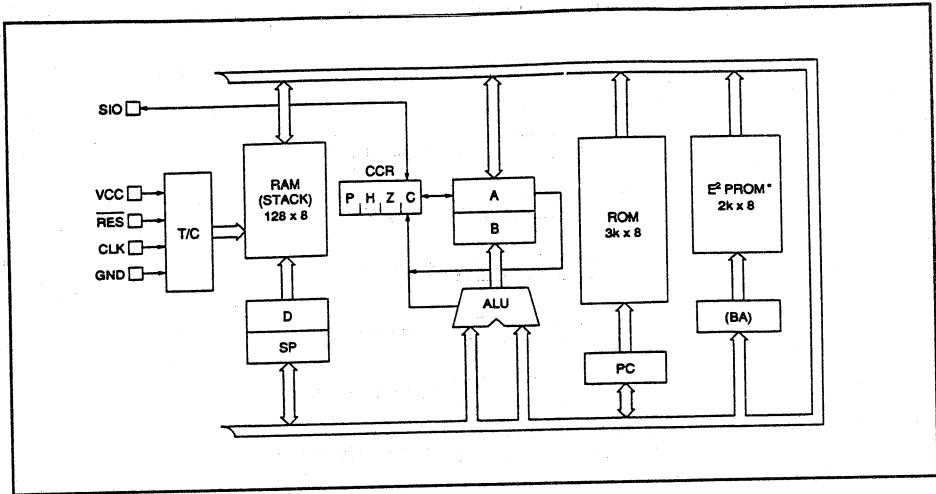 SIO
VCC
RES
CLK
GND
T/C
RAM
(STACK)
128 x 8
D
SP
CCR
P H Z C
A
B
ALU
ROM
3k x 8
PC
E² PROM*
2k x 8
(BA)